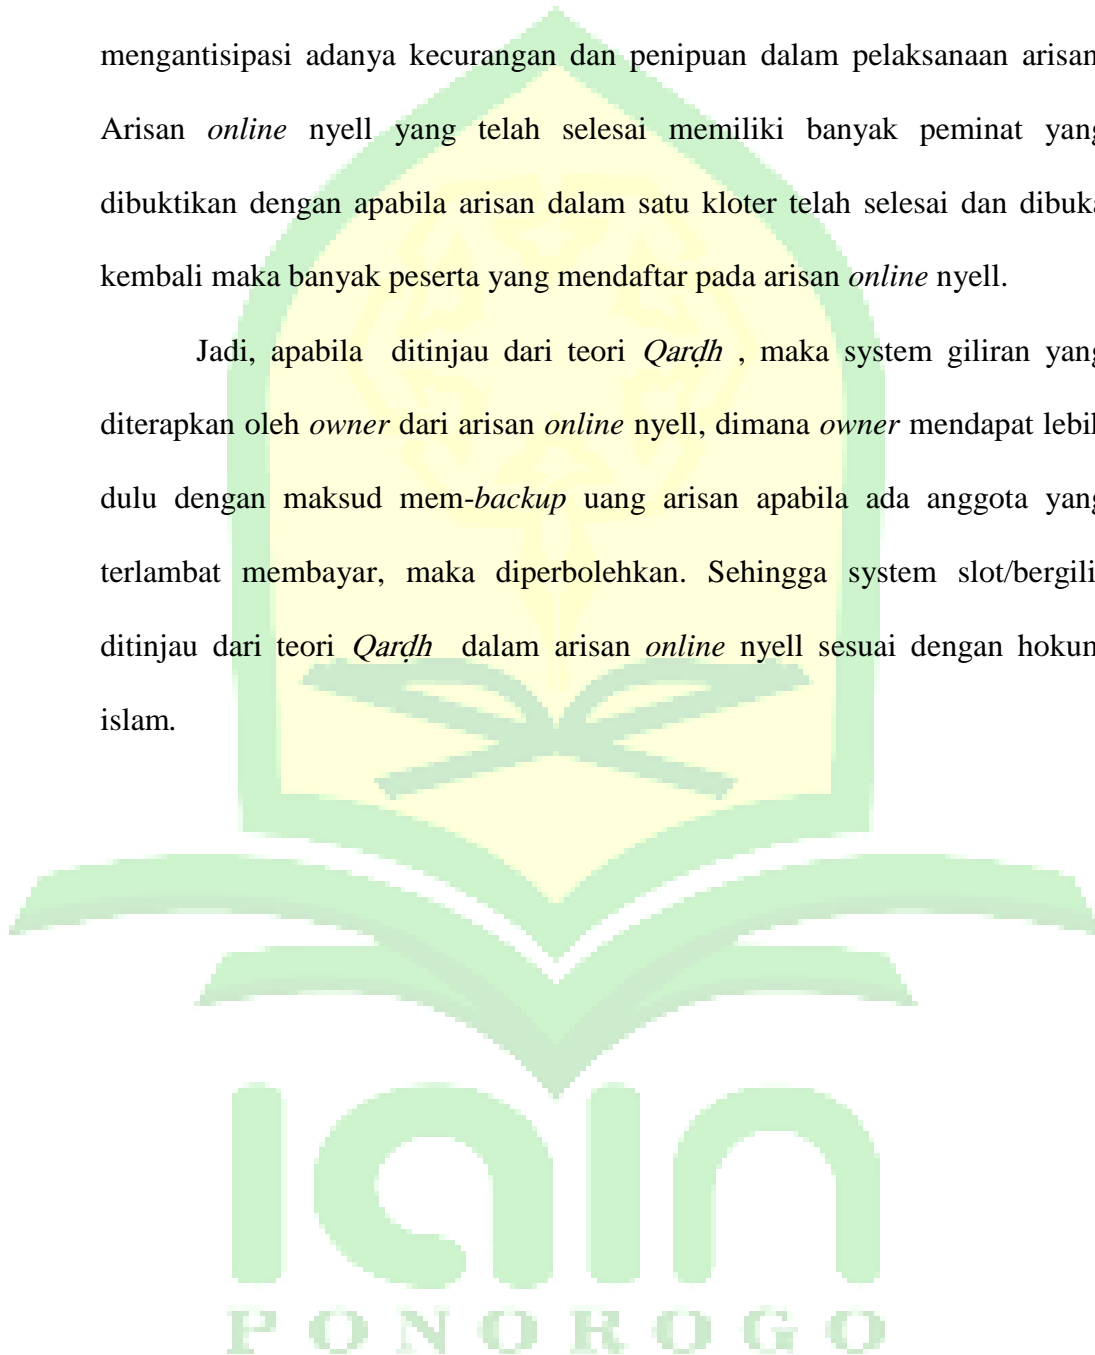 mengantisipasi adanya kecurangan dan penipuan dalam pelaksanaan arisan
Arisan online nyell yang telah selesai memiliki banyak peminat yang
dibuktikan dengan apabila arisan dalam satu kloter telah selesai dan dibuka
kembali maka banyak peserta yang mendaftar pada arisan online nyell.
Jadi, apabila ditinjau dari teori Qarḍh , maka system giliran yang
diterapkan oleh owner dari arisan online nyell, dimana owner mendapat lebih
dulu dengan maksud mem-backup uang arisan apabila ada anggota yang
terlambat membayar, maka diperbolehkan. Sehingga system slot/bergilir
ditinjau dari teori Qarḍh dalam arisan online nyell sesuai dengan hokum
islam.
iain
PONOROGO